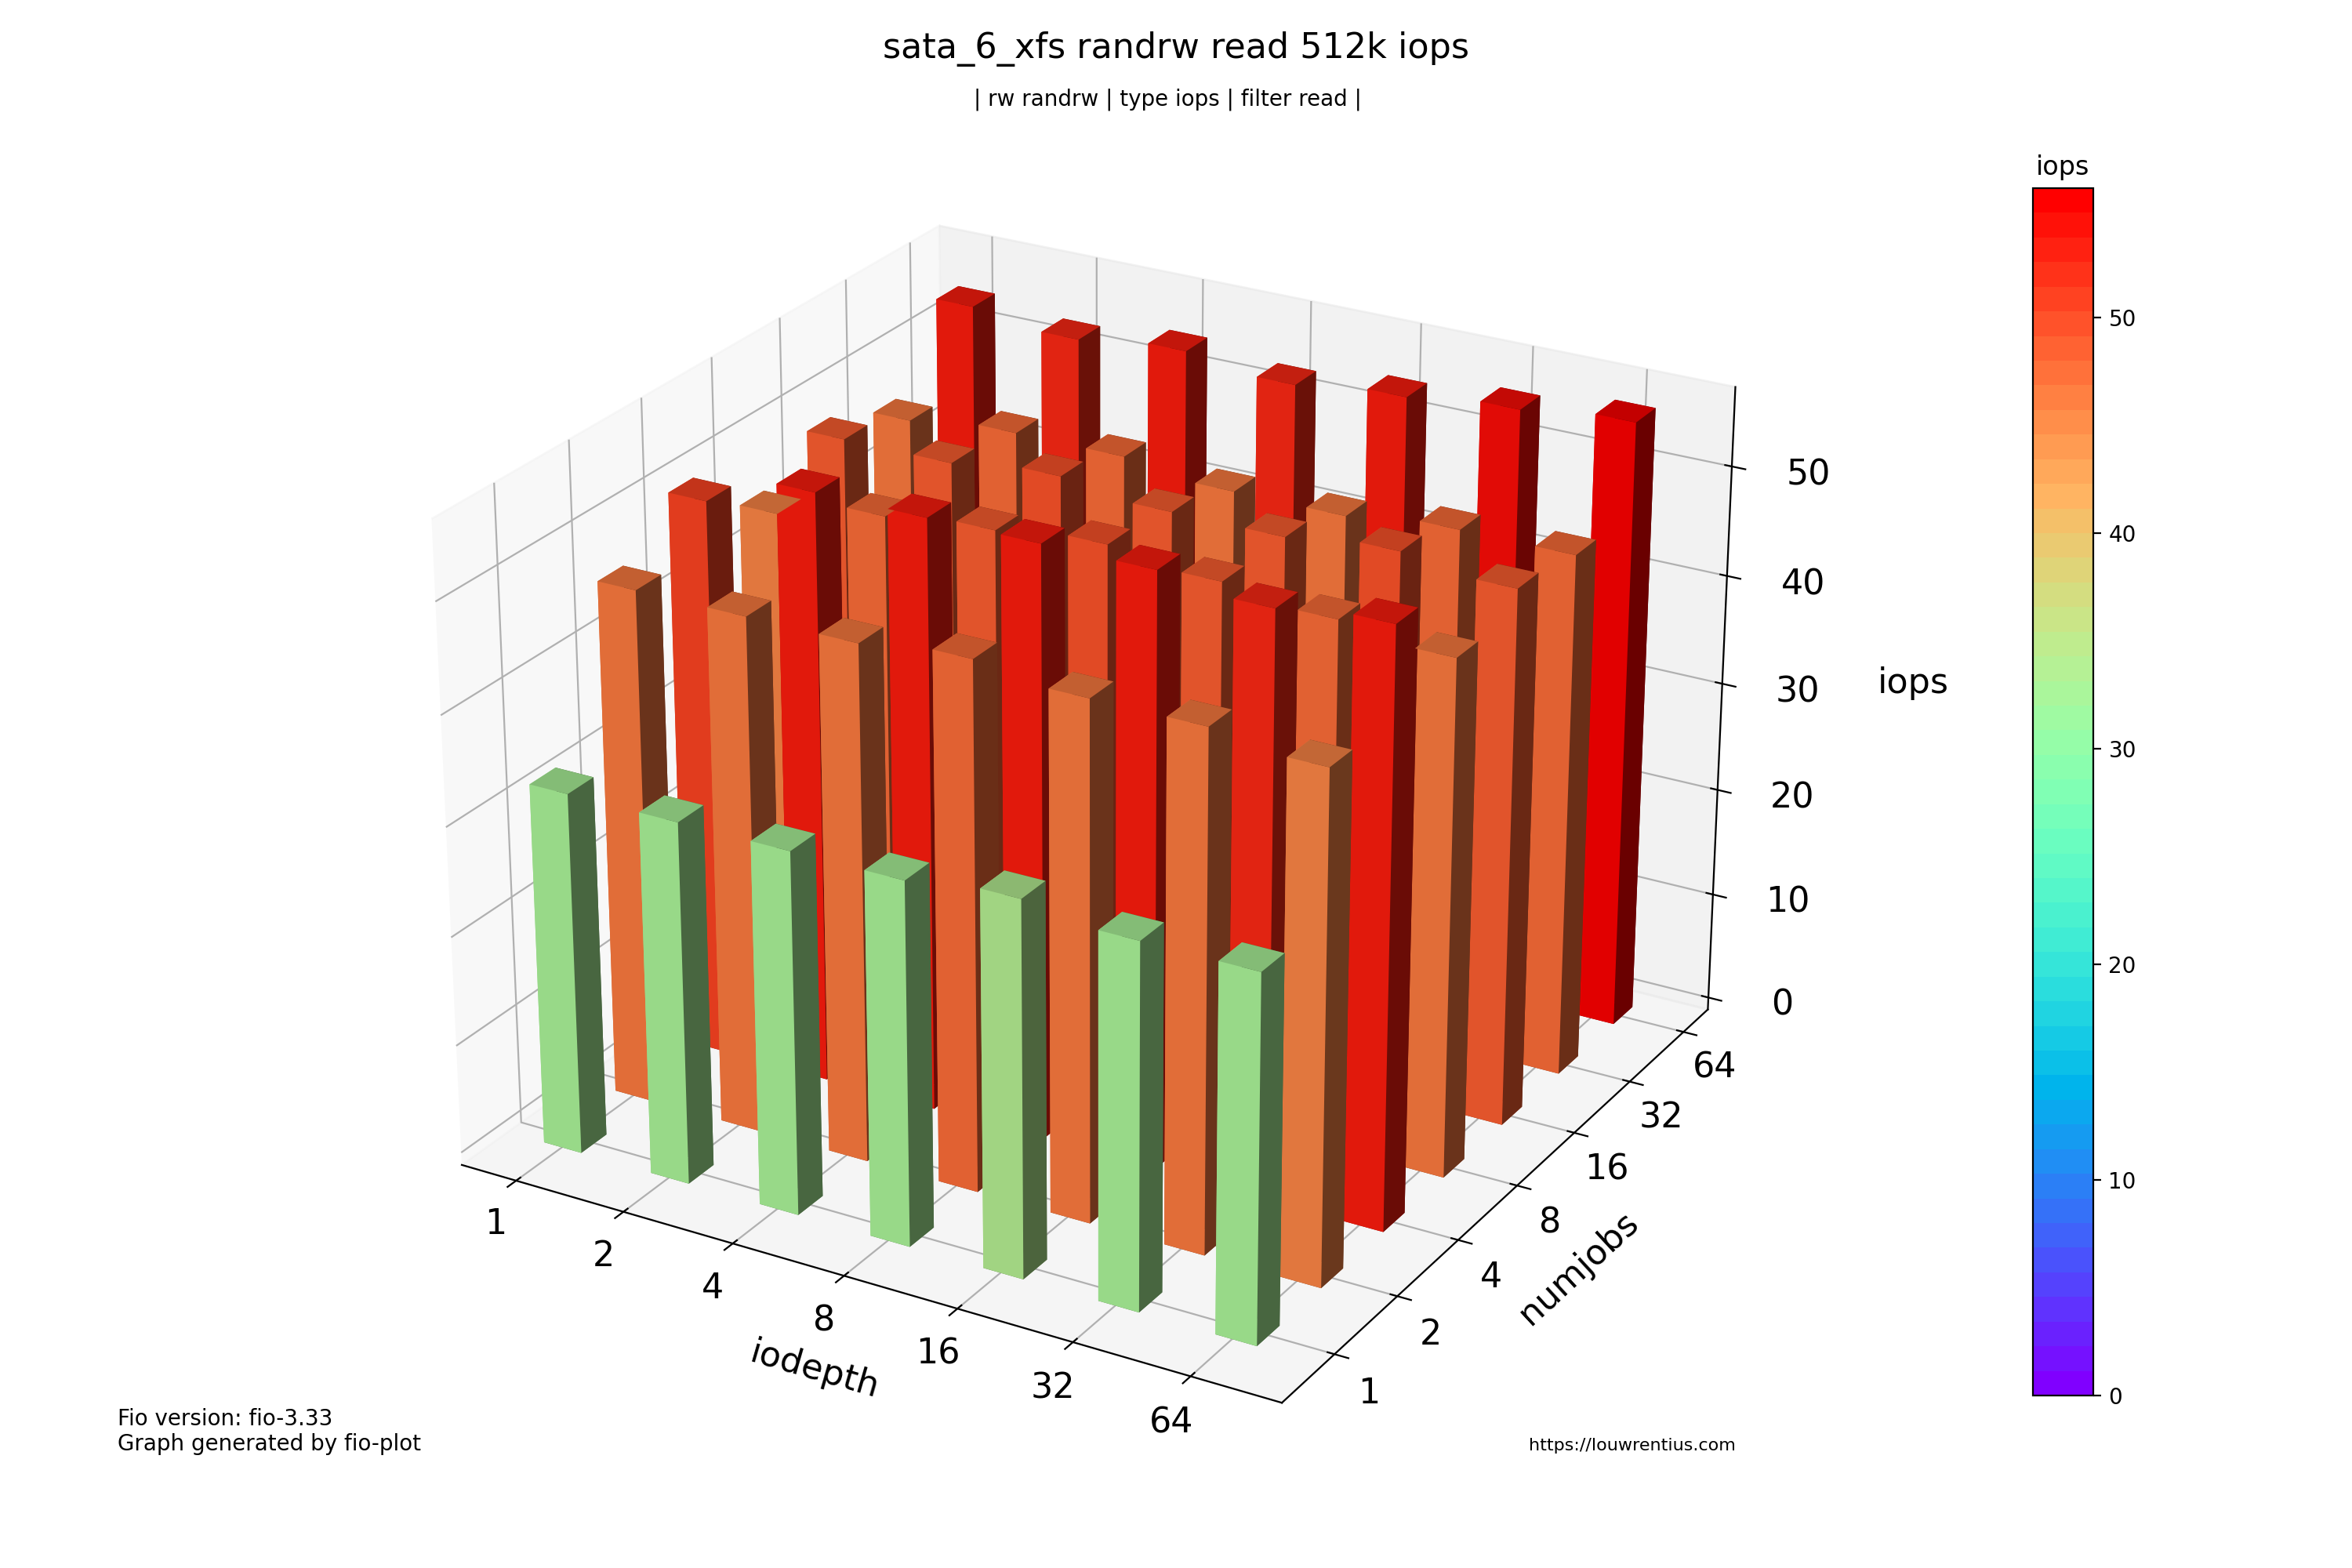 sata_6_xfs randrw read 512k iops
| rw randrw | type iops | filter read |
iops
50
40
30
20
10
0
50
40
30
20
10
0
iops
1
2
4
8
16
32
64
iodepth
1
2
4
8
16
32
64
numjobs
Fio version: fio-3.33
Graph generated by fio-plot
https://louwrentius.com